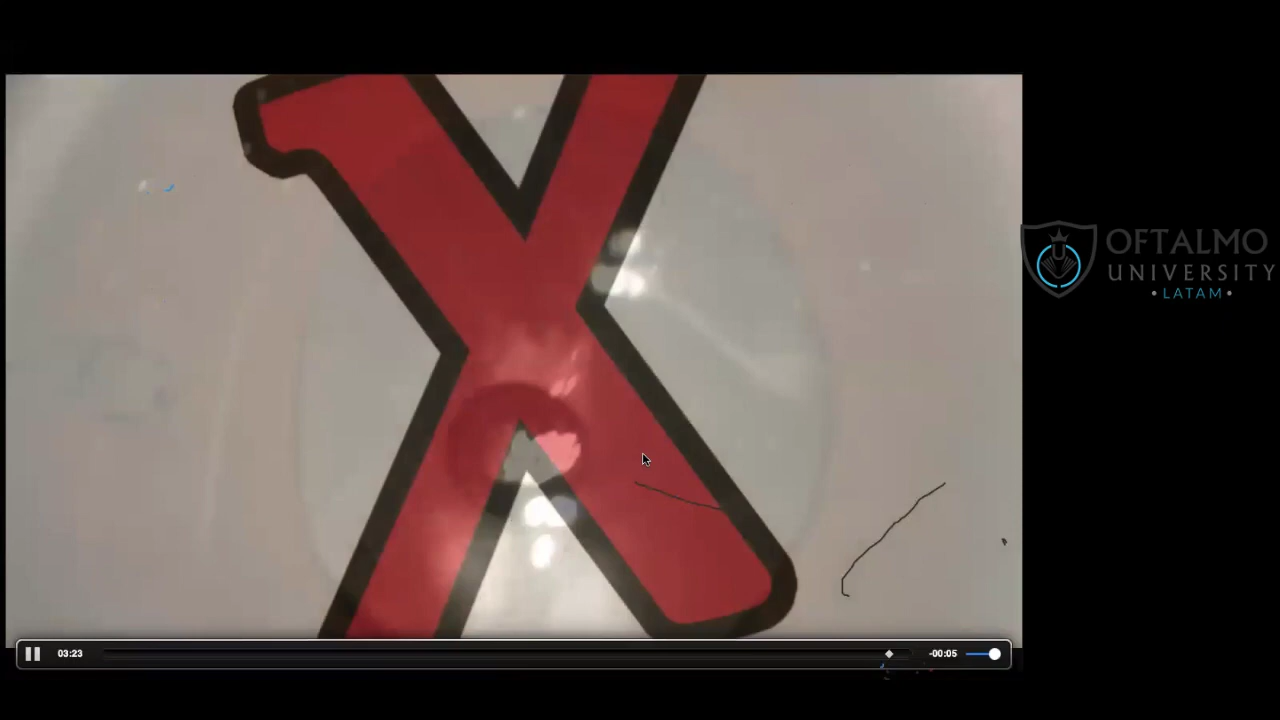 X
OFTALMO
UNIVERSITY
• LATAM •
03:23
-00:05